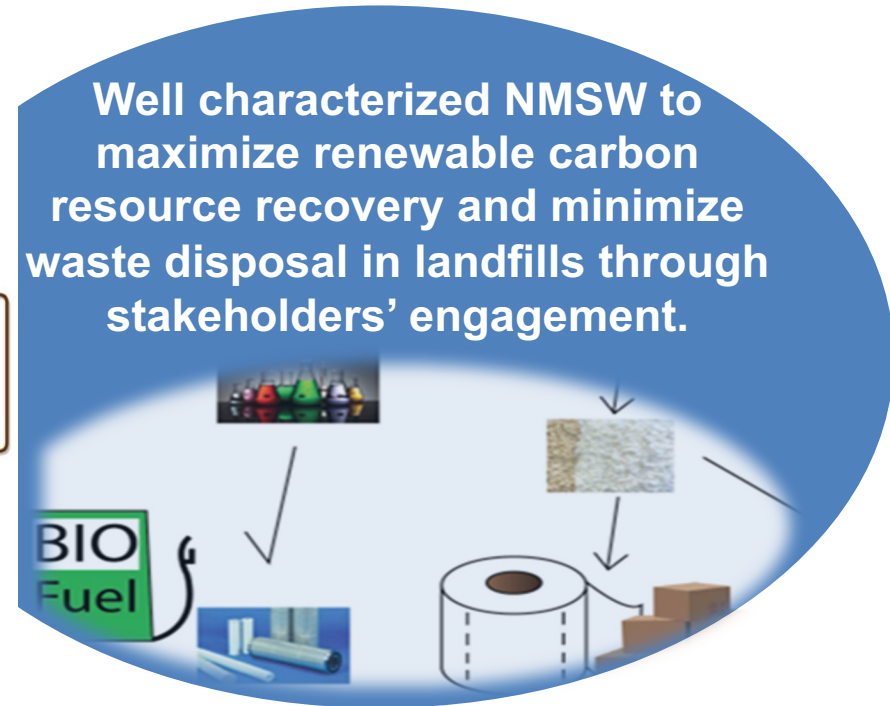 Well characterized NMSW to
maximize renewable carbon
resource recovery and minimize
waste disposal in landfills through
stakeholders’ engagement.
BIO
Fuel